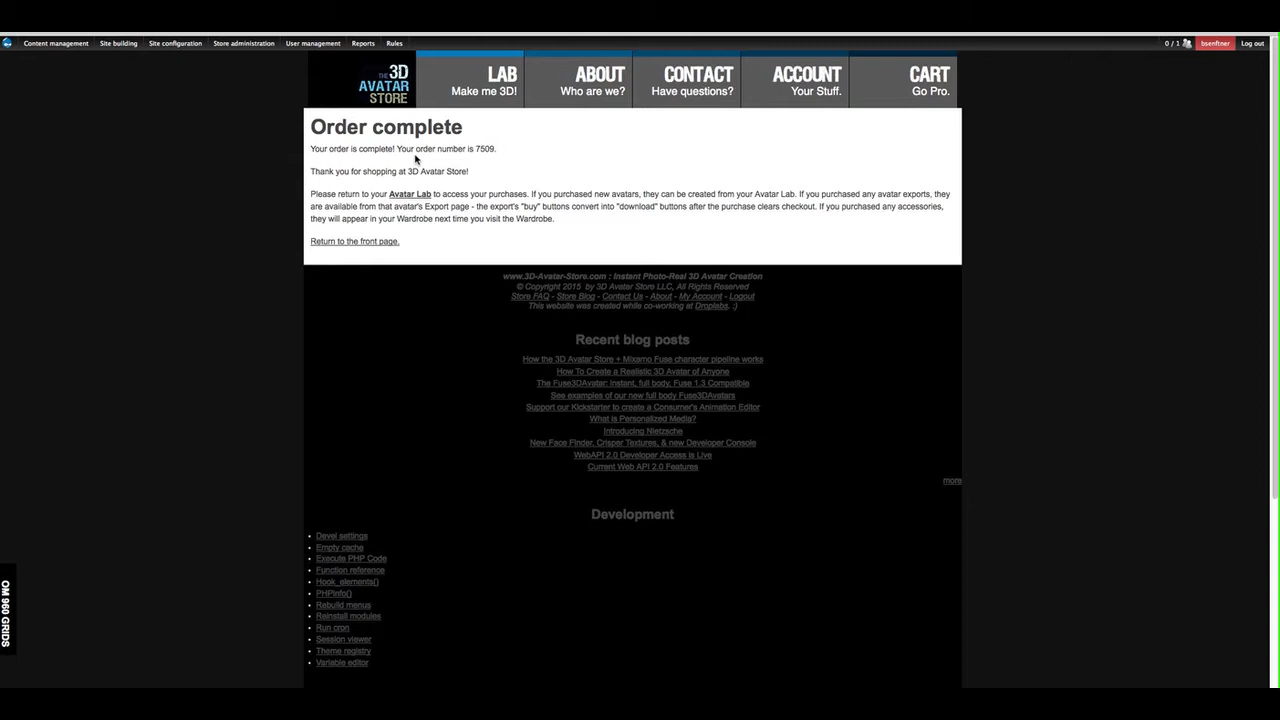 Content management Site building Site configuration Store administration User management Reports Rules 0 / 1 bsenftner Log out
THE 3D AVATAR STORE
LAB ABOUT CONTACT ACCOUNT CART
Make me 3D! Who are we? Have questions? Your Stuff. Go Pro.
Order complete
Your order is complete! Your order number is 7509.
Thank you for shopping at 3D Avatar Store!
Please return to your Avatar Lab to access your purchases. If you purchased new avatars, they can be created from your Avatar Lab. If you purchased any avatar exports, they
are available from that avatar's Export page - the export's "buy" buttons convert into "download" buttons after the purchase clears checkout. If you purchased any accessories,
they will appear in your Wardrobe next time you visit the Wardrobe.
Return to the front page.
www.3D-Avatar-Store.com : Instant Photo-Real 3D Avatar Creation
© Copyright 2015 by 3D Avatar Store LLC, All Rights Reserved
Store FAQ - Store Blog - Contact Us - About - My Account - Logout
This website was created while co-working at Droplabs. :)
Recent blog posts
How the 3D Avatar Store + Mixamo Fuse character pipeline works
How To Create a Realistic 3D Avatar of Anyone
The Fuse3DAvatar: instant, full body, Fuse 1.3 Compatible
See examples of our new full body Fuse3DAvatars
Support our Kickstarter to create a Consumer's Animation Editor
What is Personalized Media?
Introducing Nietzsche
New Face Finder, Crisper Textures, & new Developer Console
WebAPI 2.0 Developer Access is Live
Current Web API 2.0 Features
more
Development
Devel settings
Empty cache
Execute PHP Code
Function reference
Hook_elements()
PHPinfo()
Rebuild menus
Reinstall modules
Run cron
Session viewer
Theme registry
Variable editor
OM 960 GRIDS